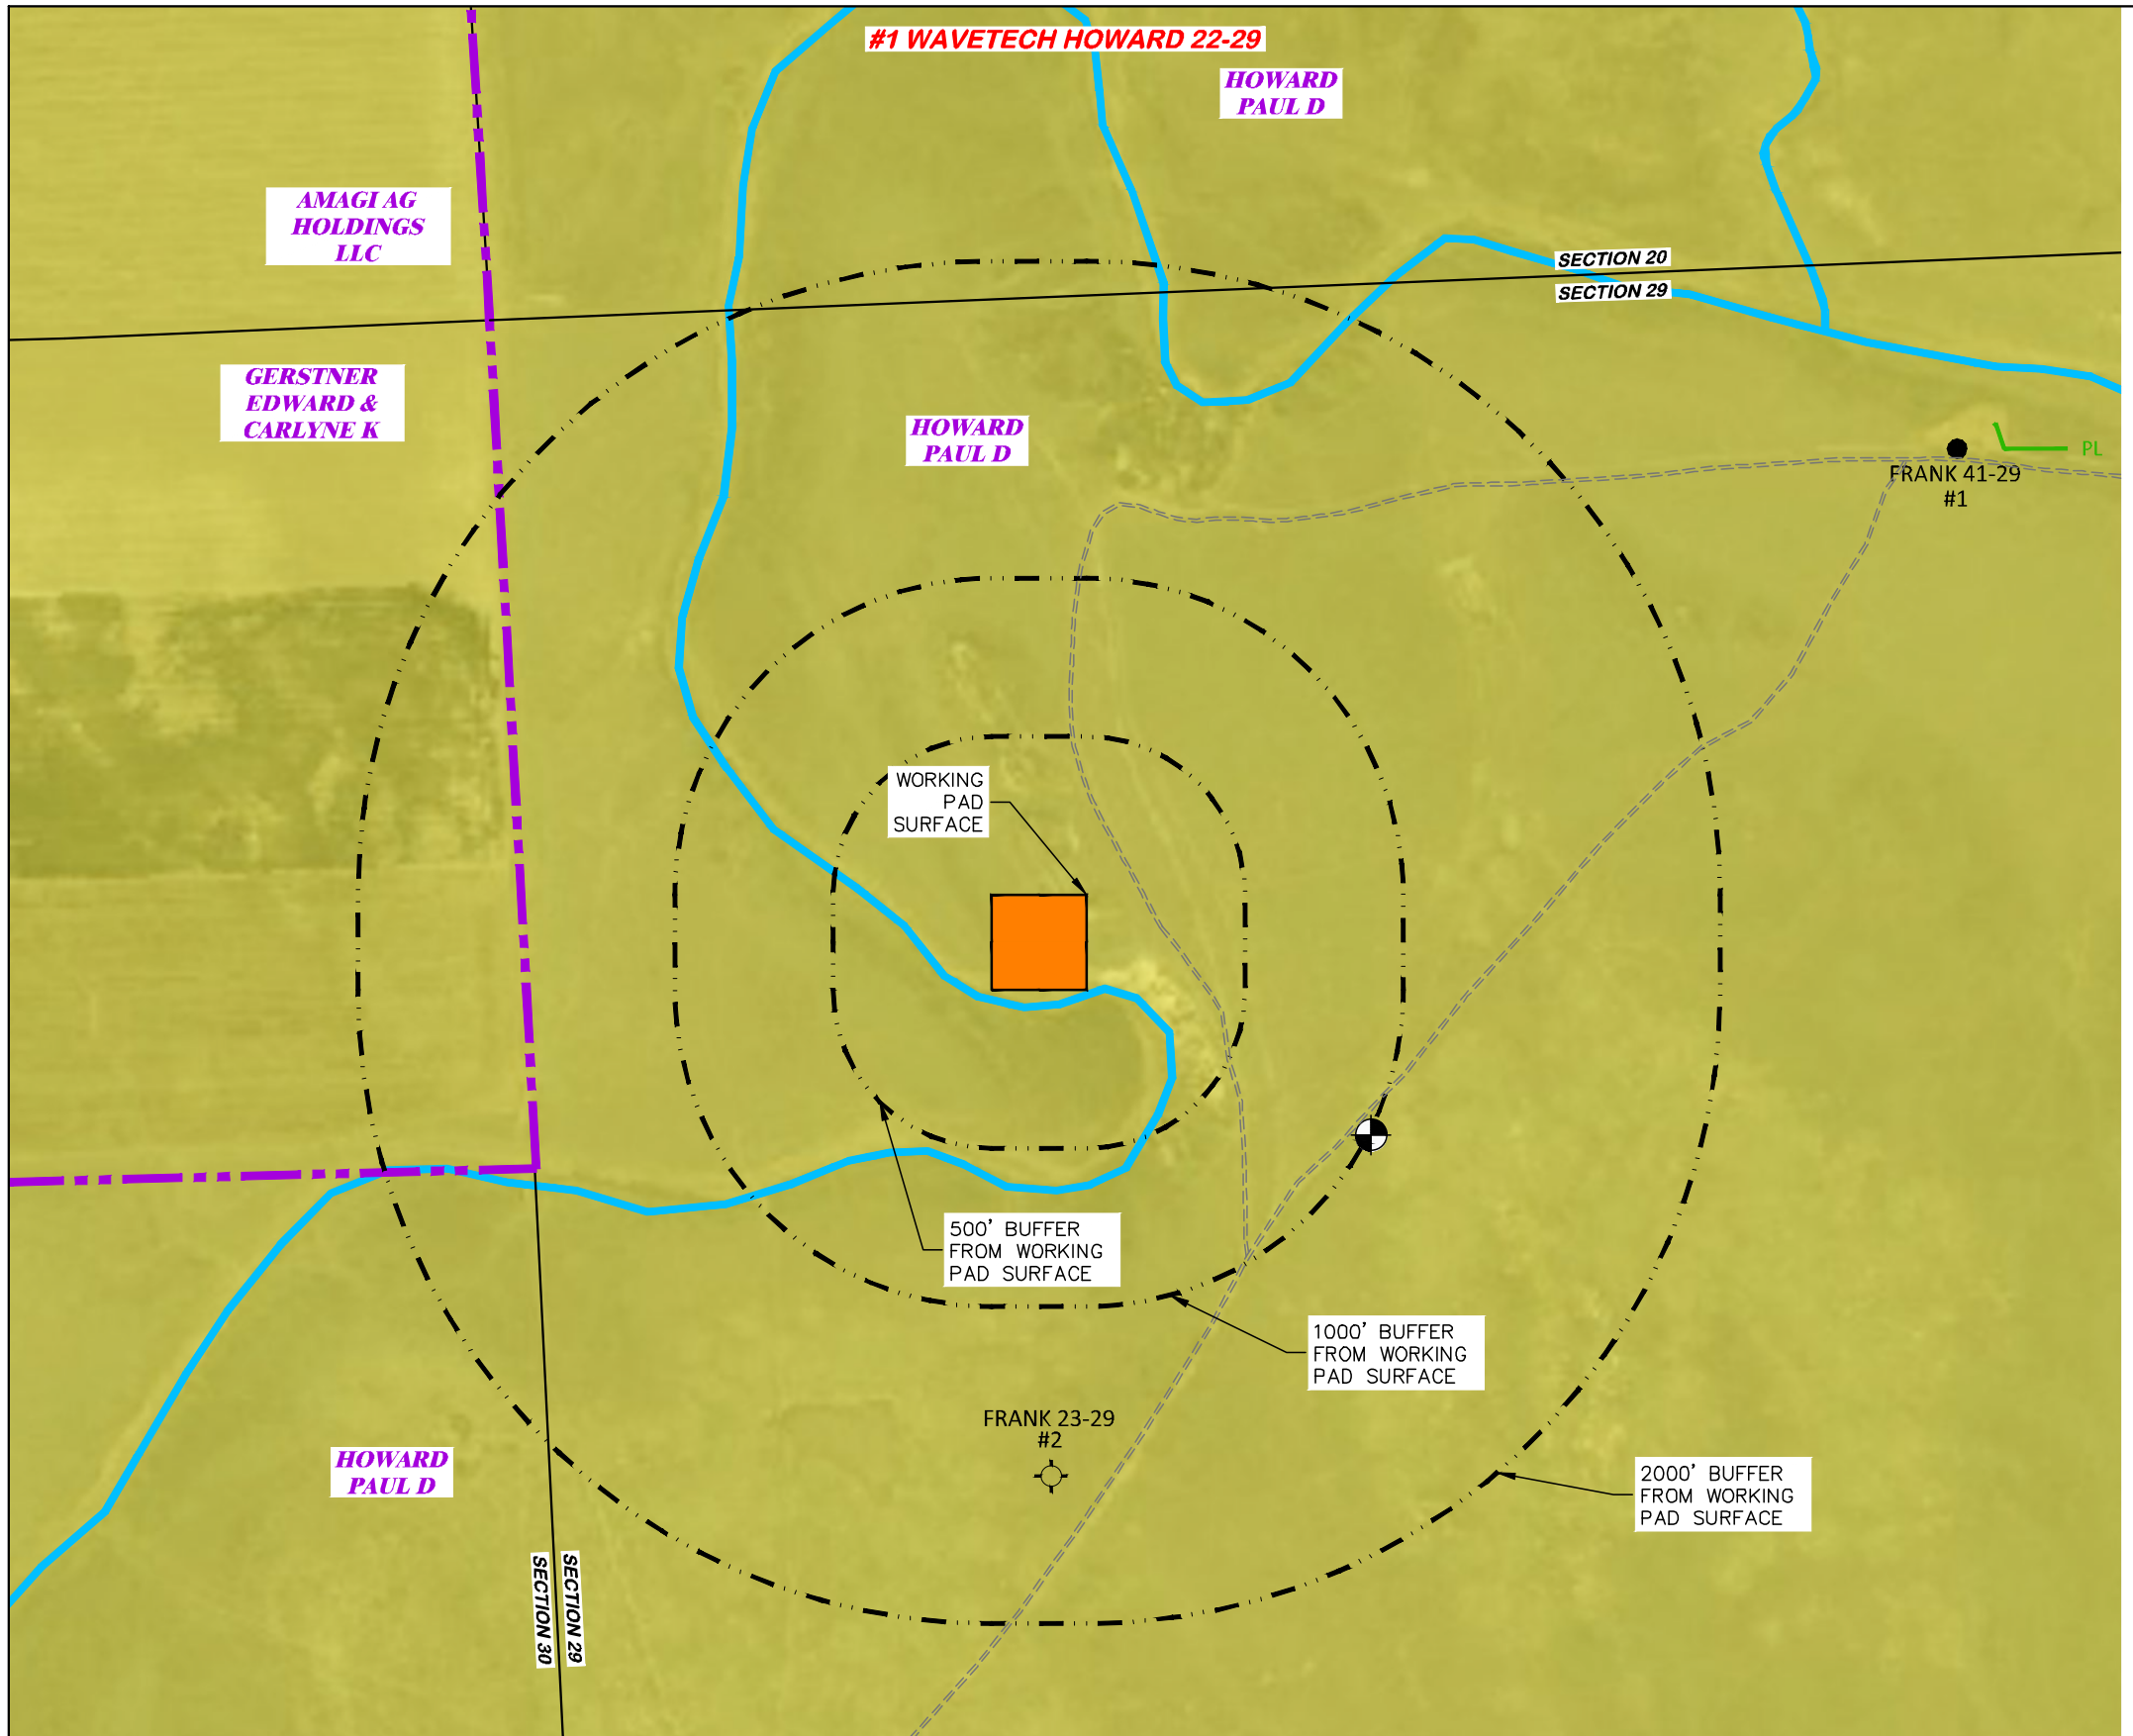 #1 WAVETECH HOWARD 22-29
HOWARD
PAUL D
AMAGI AG
HOLDINGS
LLC
SECTION 20
SECTION 29
GERSTNER
EDWARD &
CARLYNE K
HOWARD
PAUL D
PL
FRANK 41-29
#1
WORKING
PAD
SURFACE
500' BUFFER
FROM WORKING
PAD SURFACE
1000' BUFFER
FROM WORKING
PAD SURFACE
FRANK 23-29
#2
HOWARD
PAUL D
2000' BUFFER
FROM WORKING
PAD SURFACE
SECTION 30
SECTION 29